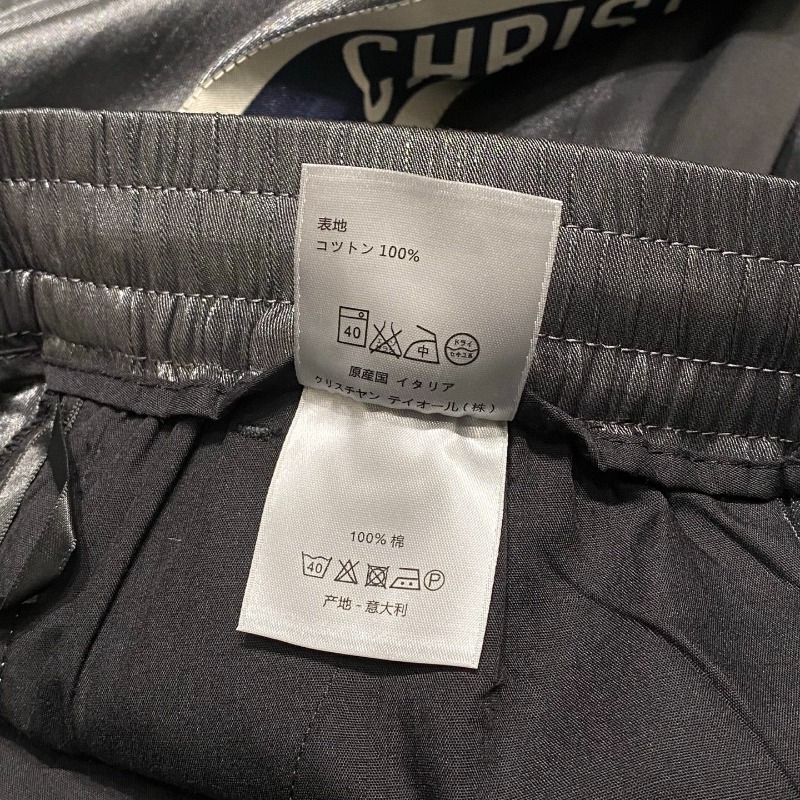 CHRIST
表地
コットン 100%
40
中
ドライ
セキユ系
原産国 イタリア
クリスチャン ディオール(株)
100% 棉
40
P
产地 - 意大利